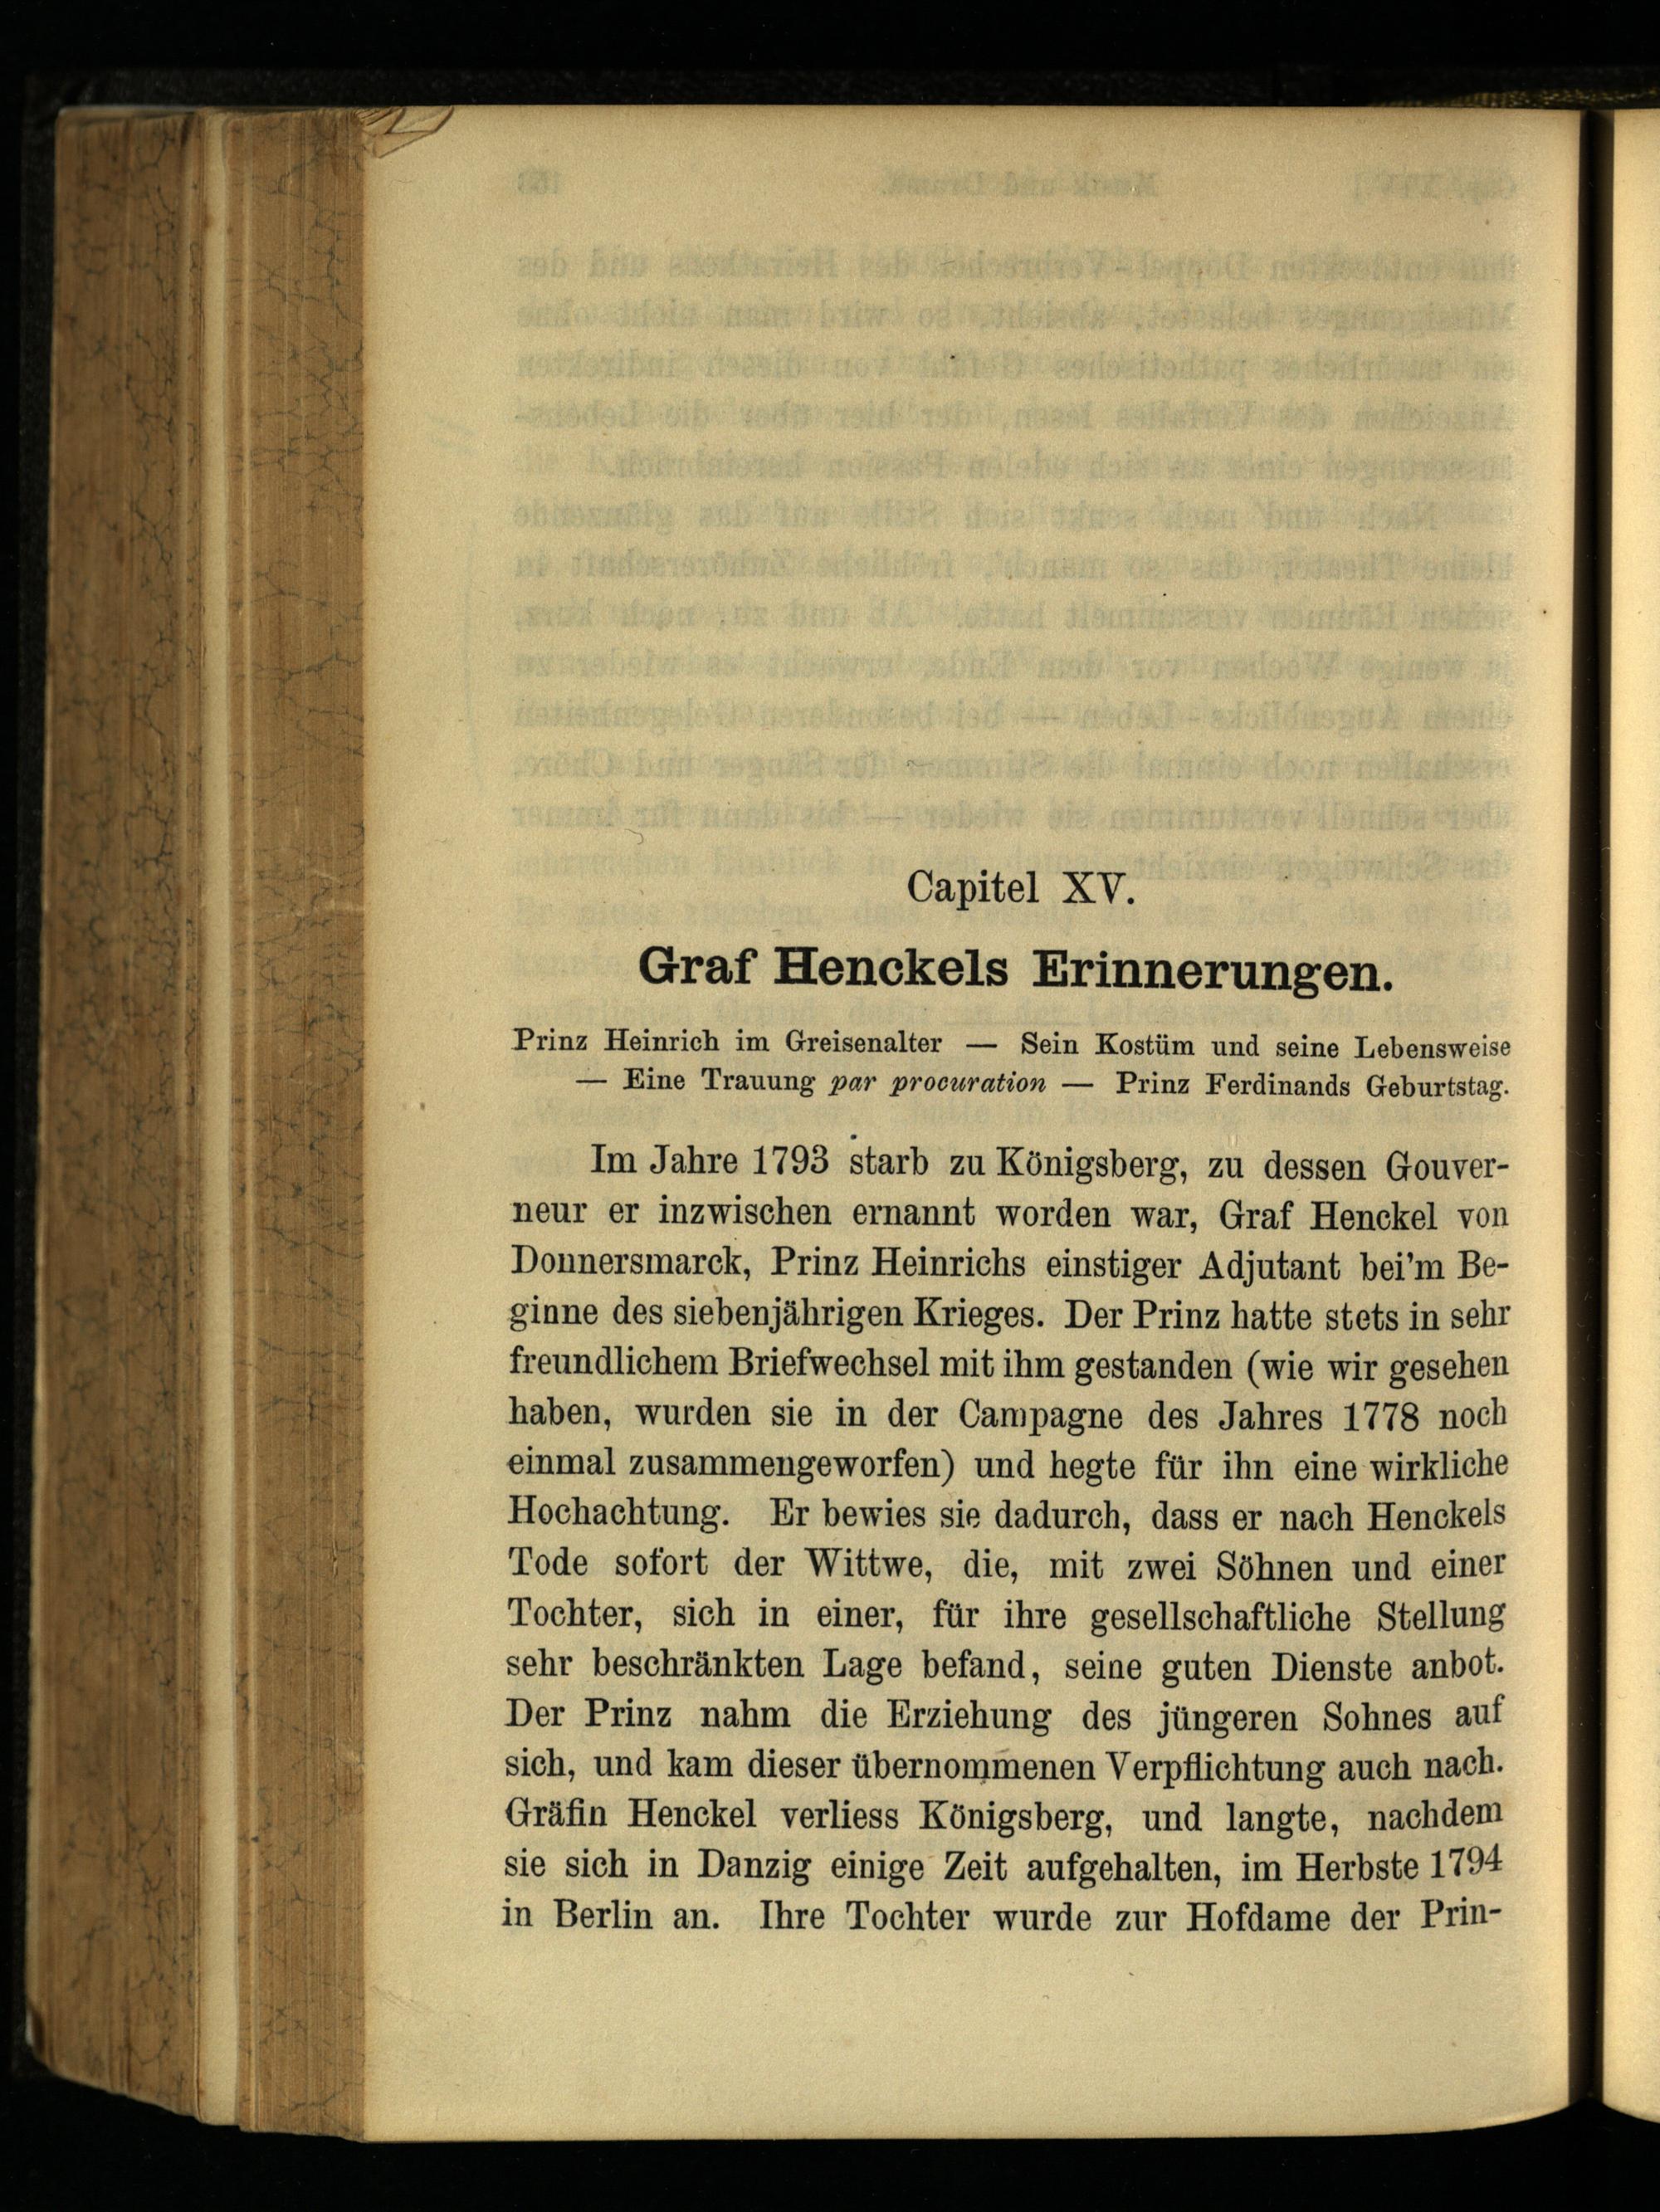 Capitel XV.
Graf Henckels Erinnerungen.
Prinz Heinrich im Greisenalter — Sein Kostüm und seine Lebensweise
— Eine Trauung par procuration — Prinz Ferdinands Geburtstag.
Im Jahre 1793 starb zu Königsberg, zu dessen Gouver-
neur er inzwischen ernannt worden war, Graf Henckel von
Donnersmarck, Prinz Heinrichs einstiger Adjutant bei'm Be-
ginne des siebenjährigen Krieges. Der Prinz hatte stets in sehr
freundlichem Briefwechsel mit ihm gestanden (wie wir gesehen
haben, wurden sie in der Campagne des Jahres 1778 noch
einmal zusammengeworfen) und hegte für ihn eine wirkliche
Hochachtung. Er bewies sie dadurch, dass er nach Henckels
Tode sofort der Wittwe, die, mit zwei Söhnen und einer
Tochter, sich in einer, für ihre gesellschaftliche Stellung
sehr beschränkten Lage befand, seine guten Dienste anbot.
Der Prinz nahm die Erziehung des jüngeren Sohnes auf
sich, und kam dieser übernommenen Verpflichtung auch nach.
Gräfin Henckel verliess Königsberg, und langte, nachdem
sie sich in Danzig einige Zeit aufgehalten, im Herbste 1794
in Berlin an. Ihre Tochter wurde zur Hofdame der Prin-